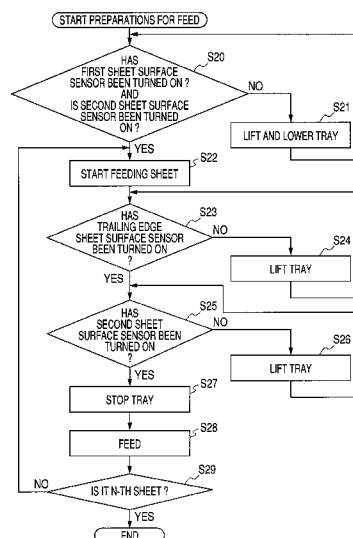 START PREPARATIONS FOR FEED
S20
HAS
FIRST SHEET SURFACE
SENSOR BEEN TURNED ON ?
AND
IS SECOND SHEET SURFACE
SENSOR BEEN TURNED
ON ?
NO
S21
LIFT AND LOWER TRAY
YES
S22
START FEEDING SHEET
S23
HAS
TRAILING EDGE
SHEET SURFACE SENSOR
BEEN TURNED ON
?
NO
S24
LIFT TRAY
YES
S25
HAS
SECOND SHEET
SURFACE SENSOR BEEN
TURNED ON
?
NO
S26
LIFT TRAY
YES
S27
STOP TRAY
S28
FEED
S29
IS IT N-TH SHEET ?
NO
YES
END